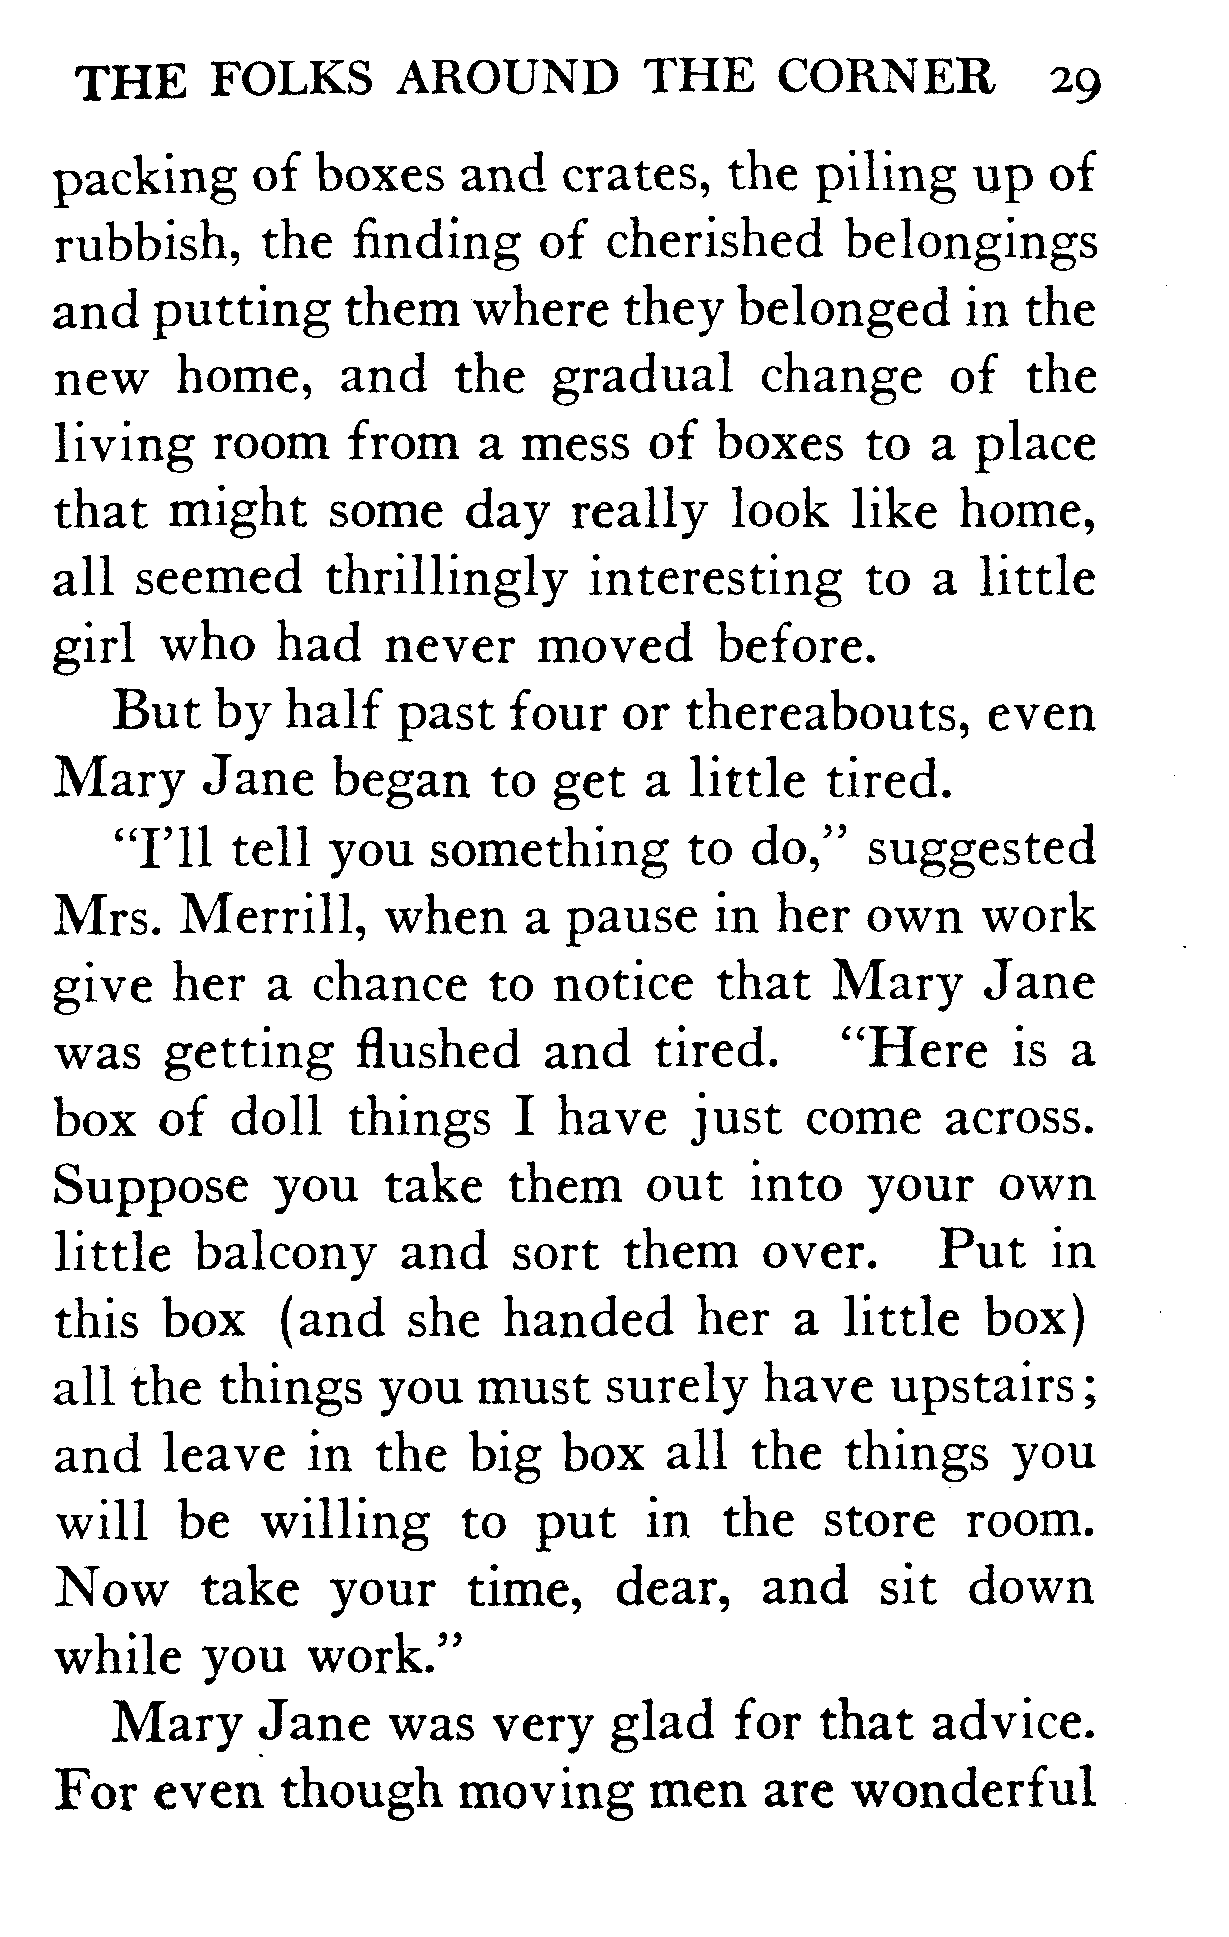 THE FOLKS AROUND THE CORNER 29
packing of boxes and crates, the piling up of
rubbish, the finding of cherished belongings
and putting them where they belonged in the
new home, and the gradual change of the
living room from a mess of boxes to a place
that might some day really look like home,
all seemed thrillingly interesting to a little
girl who had never moved before.
But by half past four or thereabouts, even
Mary Jane began to get a little tired.
“I’ll tell you something to do,” suggested
Mrs. Merrill, when a pause in her own work
give her a chance to notice that Mary Jane
was getting flushed and tired. “Here is a
box of doll things I have just come across.
Suppose you take them out into your own
little balcony and sort them over. Put in
this box (and she handed her a little box)
all the things you must surely have upstairs;
and leave in the big box all the things you
will be willing to put in the store room.
Now take your time, dear, and sit down
while you work.”
Mary Jane was very glad for that advice.
For even though moving men are wonderful